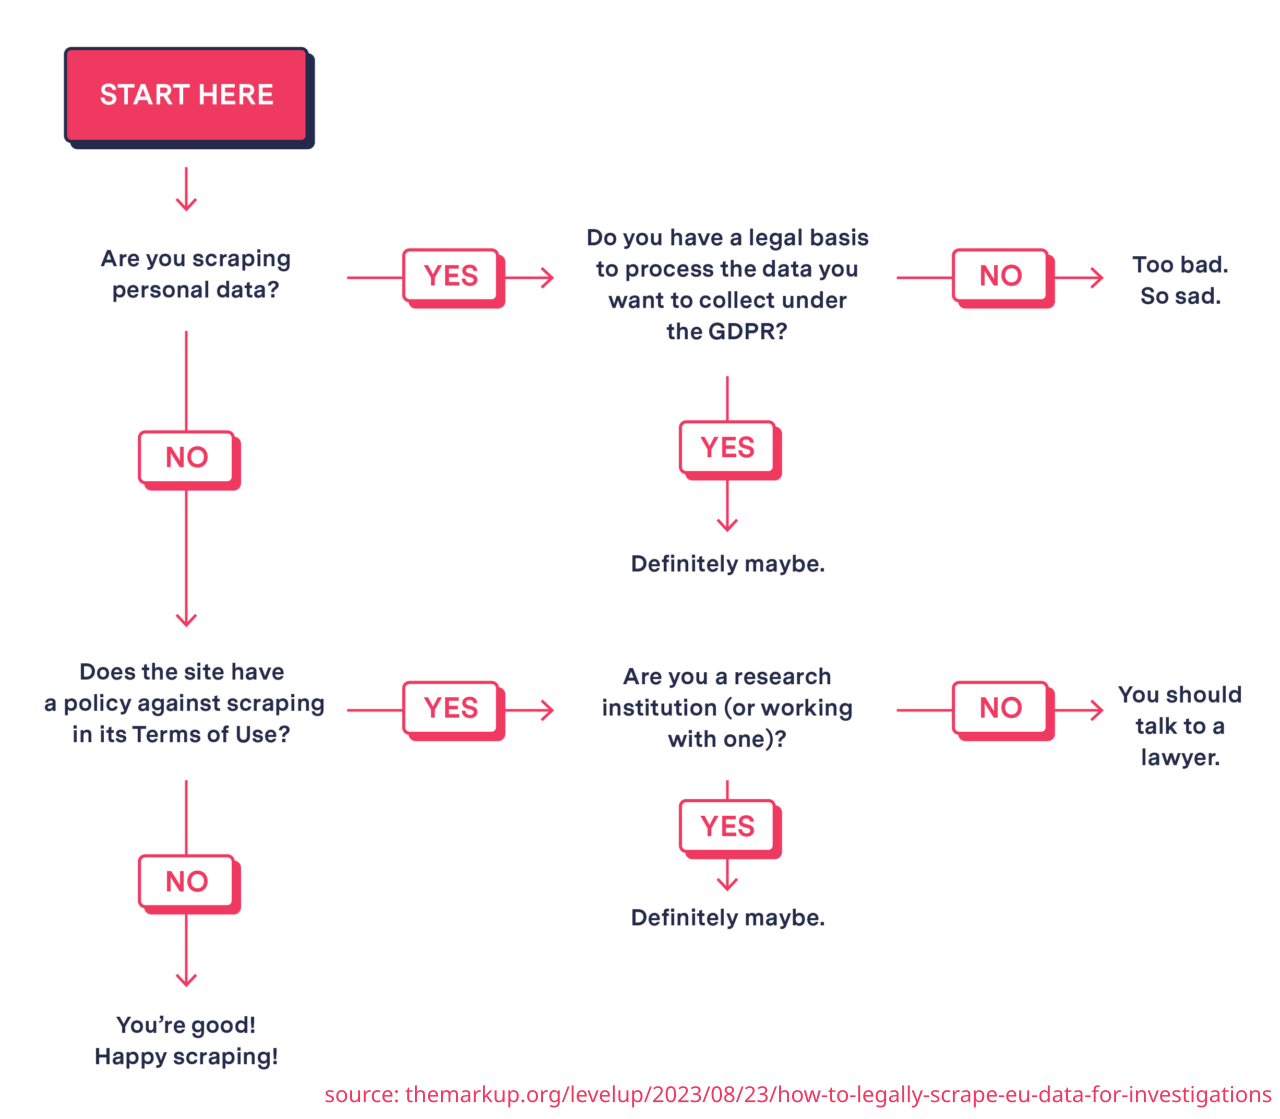 START HERE
Are you scraping
personal data?
YES
Do you have a legal basis
to process the data you
want to collect under
the GDPR?
NO
Too bad.
So sad.
YES
Definitely maybe.
NO
Does the site have
a policy against scraping
in its Terms of Use?
YES
Are you a research
institution (or working
with one)?
NO
You should
talk to a
lawyer.
YES
Definitely maybe.
NO
You’re good!
Happy scraping!
source: themarkup.org/levelup/2023/08/23/how-to-legally-scrape-eu-data-for-investigations